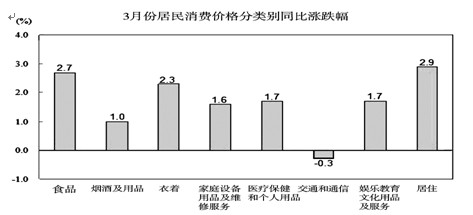 3月份居民消费价格分类别同比涨跌幅
(%)
4.0
3.0
2.0
1.0
0.0
-1.0
2.7
1.0
2.3
1.6
1.7
-0.3
1.7
2.9
食品
烟酒及用品
衣着
家庭设备
用品及维
修服务
医疗保健
和个人用品
交通和通信
娱乐教育
文化用品
及服务
居住